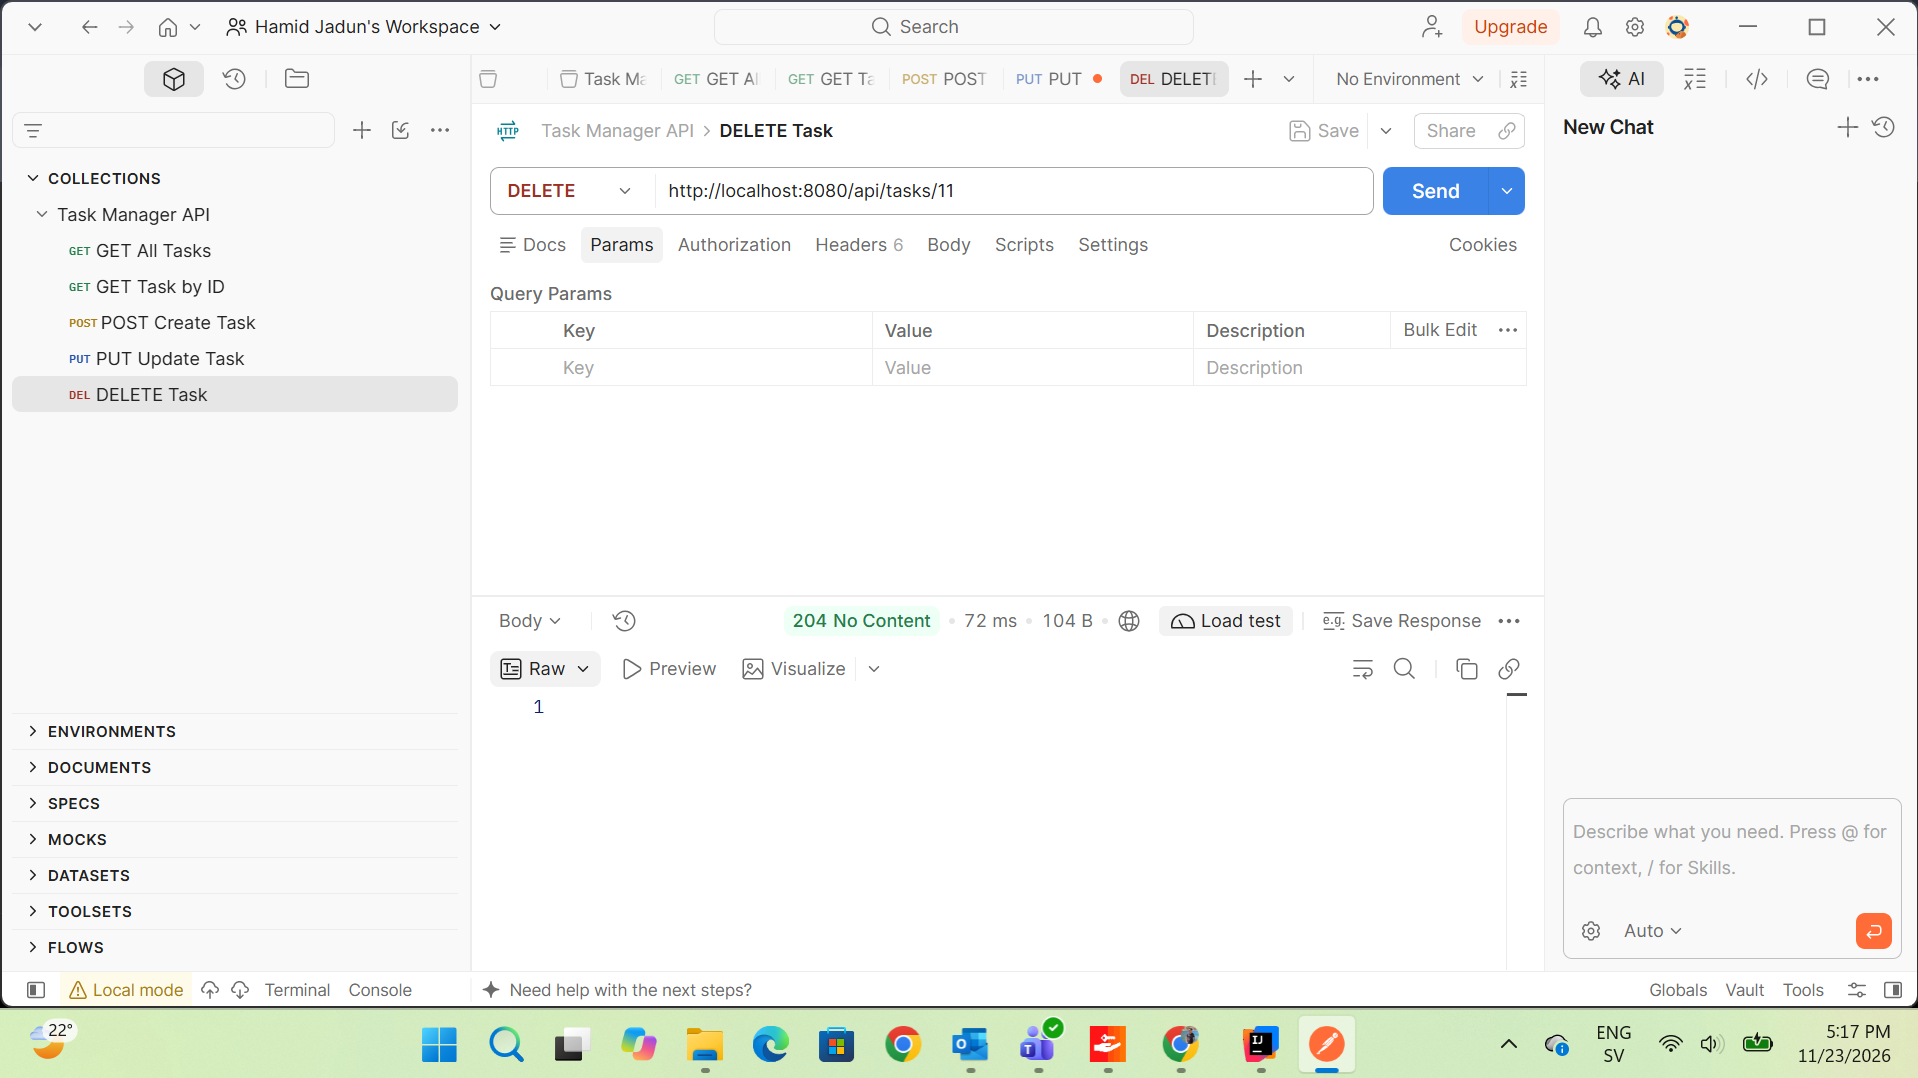 Hamid Jadun's Workspace
Search
Upgrade
Task Ma
GET GET Al
GET GET Ta
POST POST
PUT PUT
DEL DELET
No Environment
AI
HTTP
Task Manager API > DELETE Task
Save
Share
New Chat
COLLECTIONS
Task Manager API
GET GET All Tasks
GET GET Task by ID
POST POST Create Task
PUT PUT Update Task
DEL DELETE Task
DELETE
http://localhost:8080/api/tasks/11
Send
Docs
Params
Authorization
Headers 6
Body
Scripts
Settings
Cookies
Query Params
Key
Value
Description
Bulk Edit
Key
Value
Description
Body
204 No Content
72 ms
104 B
Load test
e.g. Save Response
Raw
Preview
Visualize
1
ENVIRONMENTS
DOCUMENTS
SPECS
MOCKS
DATASETS
TOOLSETS
FLOWS
Describe what you need. Press @ for
context, / for Skills.
Auto
Local mode
Terminal
Console
Need help with the next steps?
Globals
Vault
Tools
22°
ENG
SV
5:17 PM
11/23/2026